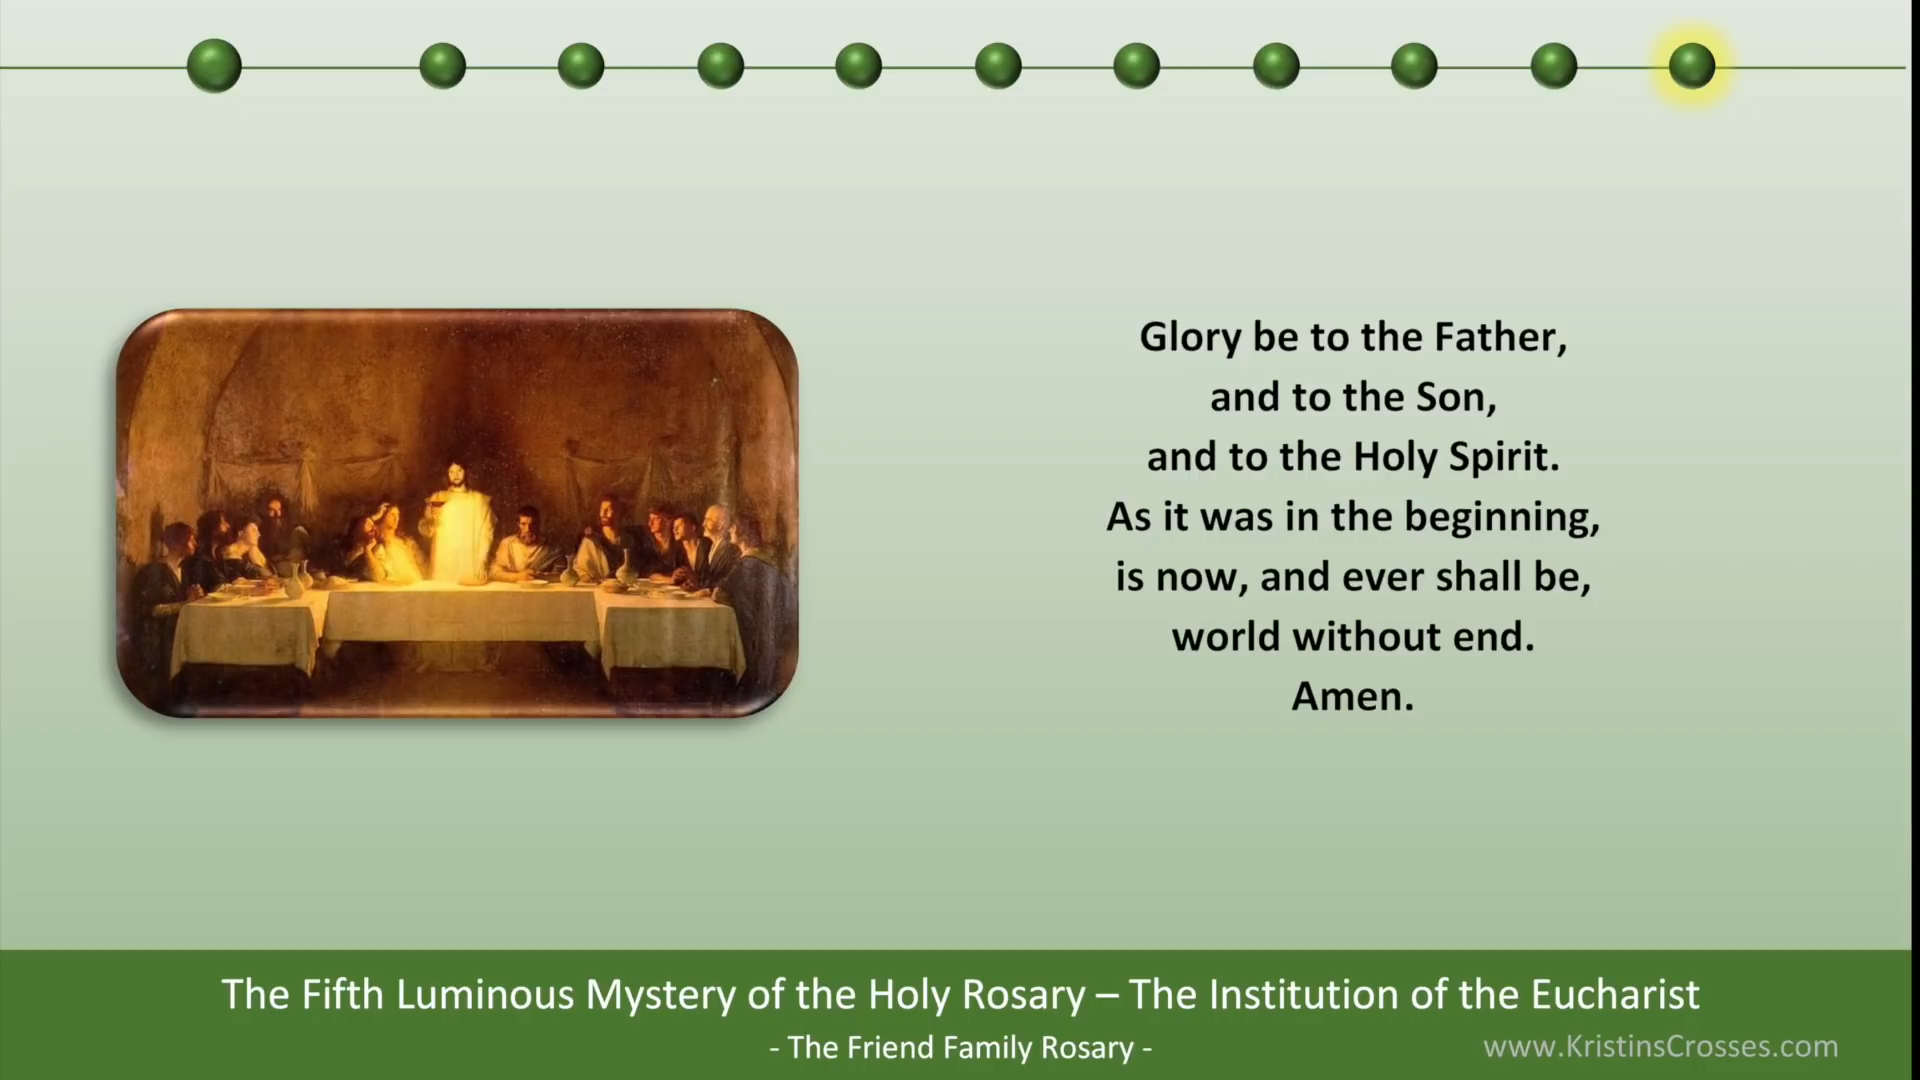 Glory be to the Father,
and to the Son,
and to the Holy Spirit.
As it was in the beginning,
is now, and ever shall be,
world without end.
Amen.
The Fifth Luminous Mystery of the Holy Rosary – The Institution of the Eucharist
- The Friend Family Rosary -
www.KristinsCrosses.com